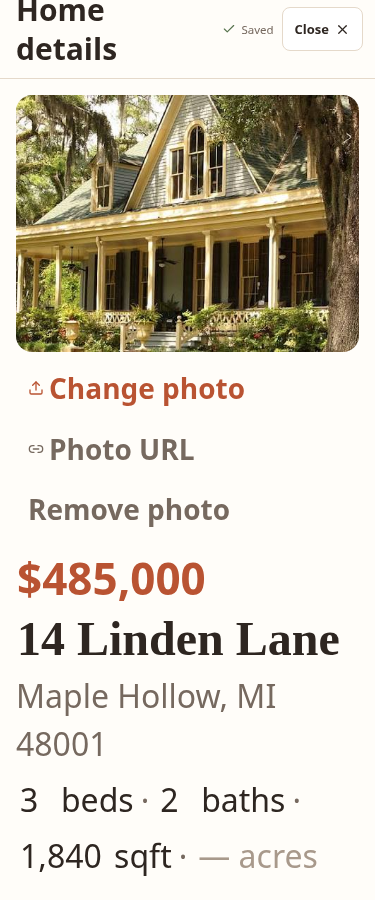 Home
details
Saved
Close
Change photo
Photo URL
Remove photo
$485,000
14 Linden Lane
Maple Hollow, MI
48001
3 beds · 2 baths ·
1,840 sqft · — acres